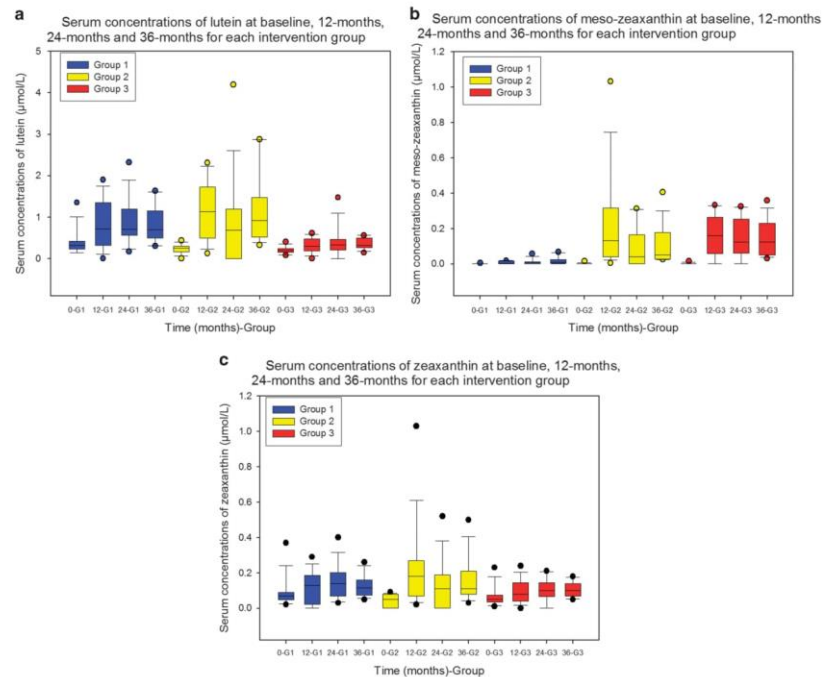 a
Serum concentrations of lutein at baseline, 12-months,
24-months and 36-months for each intervention group
Serum concentrations of lutein (μmol/L)
5
4
3
2
1
0
Group 1
Group 2
Group 3
0-G1 12-G1 24-G1 36-G1 0-G2 12-G2 24-G2 36-G2 0-G3 12-G3 24-G3 36-G3
Time (months)-Group
b
Serum concentrations of meso-zeaxanthin at baseline, 12-months
24-months and 36-months for each intervention group
Serum concentrations of meso-zeaxanthin (μmol/L)
1.2
1.0
0.8
0.6
0.4
0.2
0.0
Group 1
Group 2
Group 3
0-G1 12-G1 24-G1 36-G1 0-G2 12-G2 24-G2 36-G2 0-G3 12-G3 24-G3 36-G3
Time (months)-Group
c
Serum concentrations of zeaxanthin at baseline, 12-months,
24-months and 36-months for each intervention group
Serum concentrations of zeaxanthin (μmol/L)
1.2
1.0
0.8
0.6
0.4
0.2
0.0
Group 1
Group 2
Group 3
0-G1 12-G1 24-G1 36-G1 0-G2 12-G2 24-G2 36-G2 0-G3 12-G3 24-G3 36-G3
Time (months)-Group